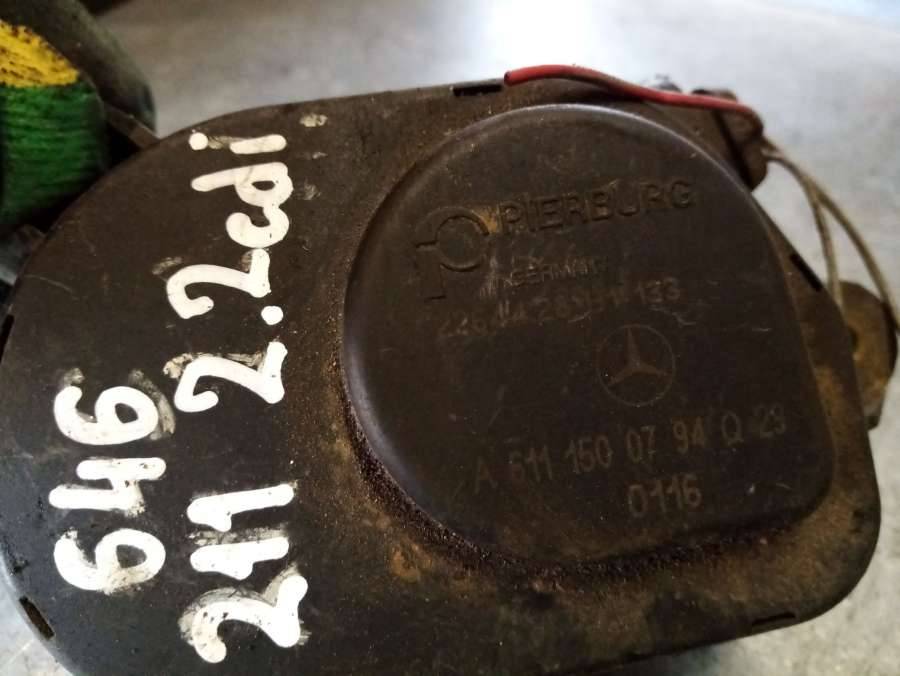 646
211 2.2cdi
PIERBURG
GERMANY
A 611 150 07 94 Q 23
0116